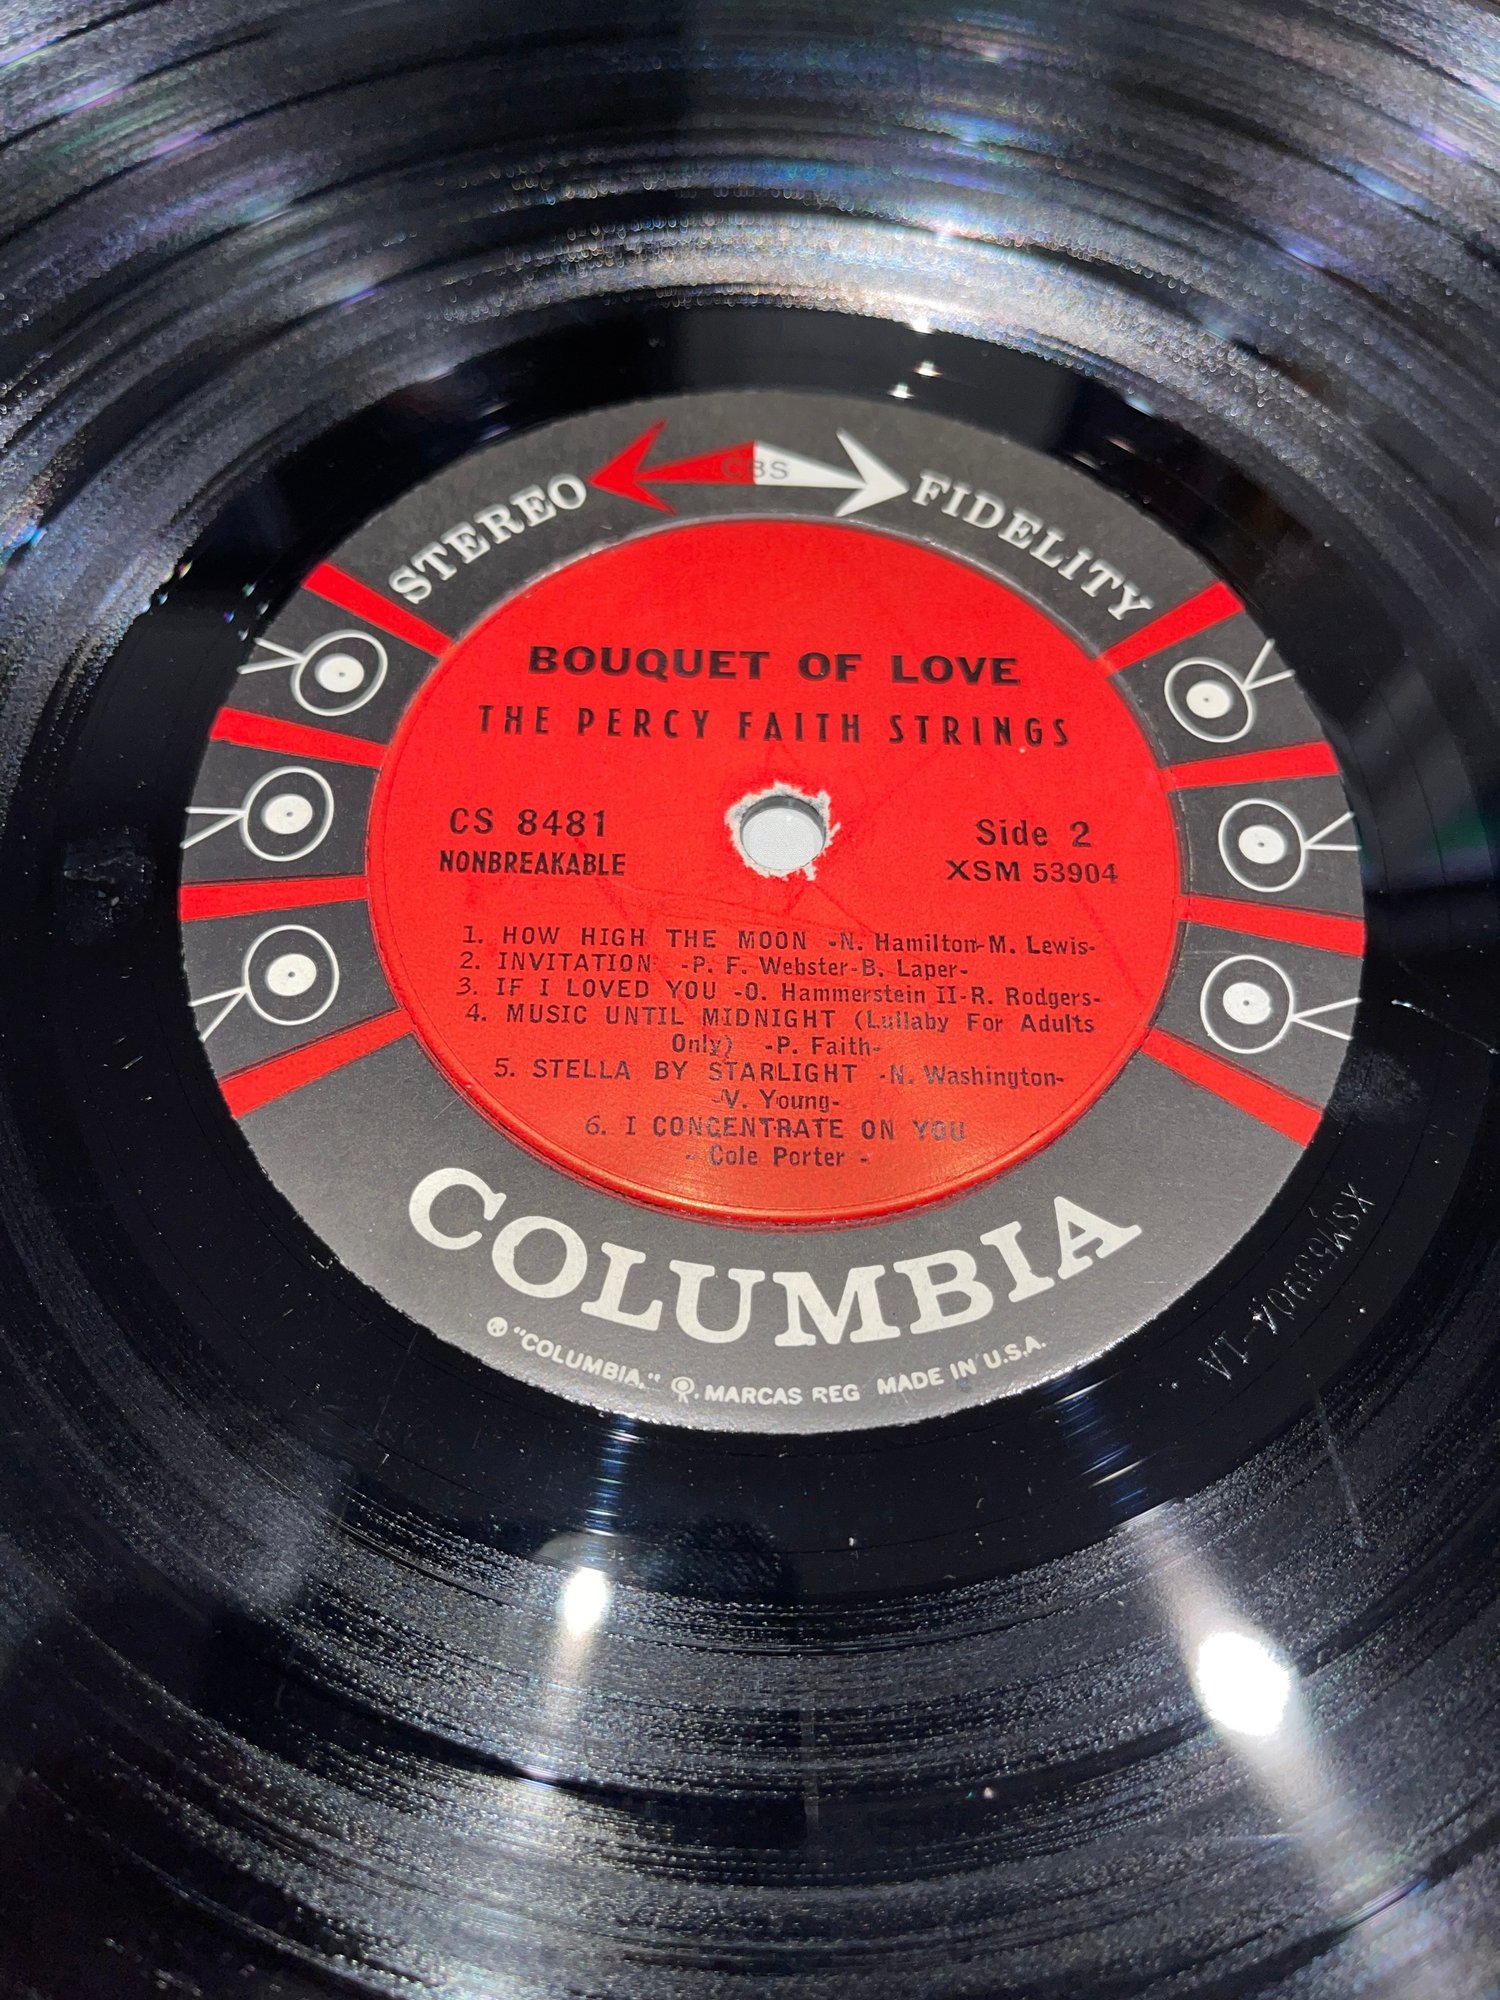 STEREO CBS FIDELITY
BOUQUET OF LOVE
THE PERCY FAITH STRINGS
CS 8481
NONBREAKABLE
Side 2
XSM 53904
1. HOW HIGH THE MOON -N. Hamilton-M. Lewis-
2. INVITATION -P. F. Webster-B. Laper-
3. IF I LOVED YOU -O. Hammerstein II-R. Rodgers-
4. MUSIC UNTIL MIDNIGHT (Lullaby For Adults
Only) -P. Faith-
5. STELLA BY STARLIGHT -N. Washington-
-V. Young-
6. I CONCENTRATE ON YOU
- Cole Porter -
COLUMBIA
"COLUMBIA," MARCAS REG MADE IN U.S.A.
XSM53904-1A